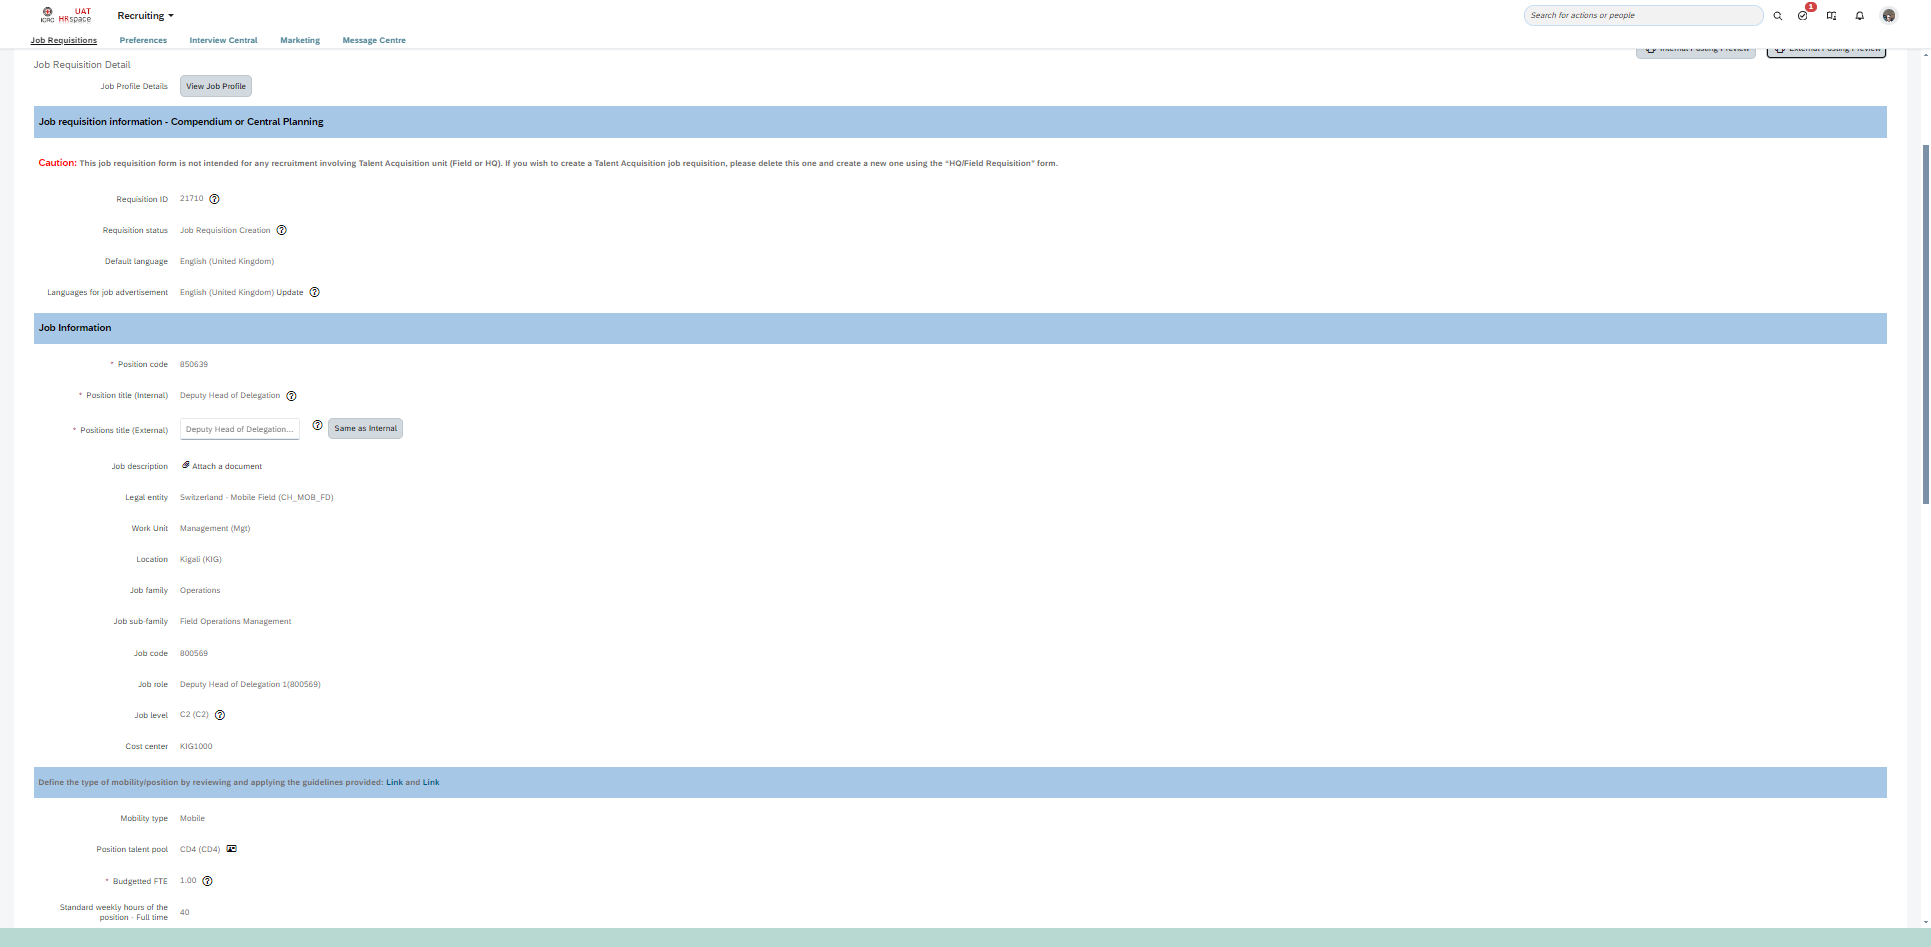 ICRC
UAT
HRspace
Recruiting
Search for actions or people
1
Job Requisitions
Preferences
Interview Central
Marketing
Message Centre
Internal Posting Preview
External Posting Preview
Job Requisition Detail
Job Profile Details View Job Profile
Job requisition information - Compendium or Central Planning
Caution: This job requisition form is not intended for any recruitment involving Talent Acquisition unit (Field or HQ). If you wish to create a Talent Acquisition job requisition, please delete this one and create a new one using the "HQ/Field Requisition" form.
Requisition ID 21710
Requisition status Job Requisition Creation
Default language English (United Kingdom)
Languages for job advertisement English (United Kingdom) Update
Job Information
* Position code 850639
* Position title (Internal) Deputy Head of Delegation
* Positions title (External) Deputy Head of Delegation... Same as Internal
Job description Attach a document
Legal entity Switzerland - Mobile Field (CH_MOB_FD)
Work Unit Management (Mgt)
Location Kigali (KIG)
Job family Operations
Job sub-family Field Operations Management
Job code 800569
Job role Deputy Head of Delegation 1(800569)
Job level C2 (C2)
Cost center KIG1000
Define the type of mobility/position by reviewing and applying the guidelines provided: Link and Link
Mobility type Mobile
Position talent pool CD4 (CD4)
* Budgetted FTE 1.00
Standard weekly hours of the
position - Full time 40